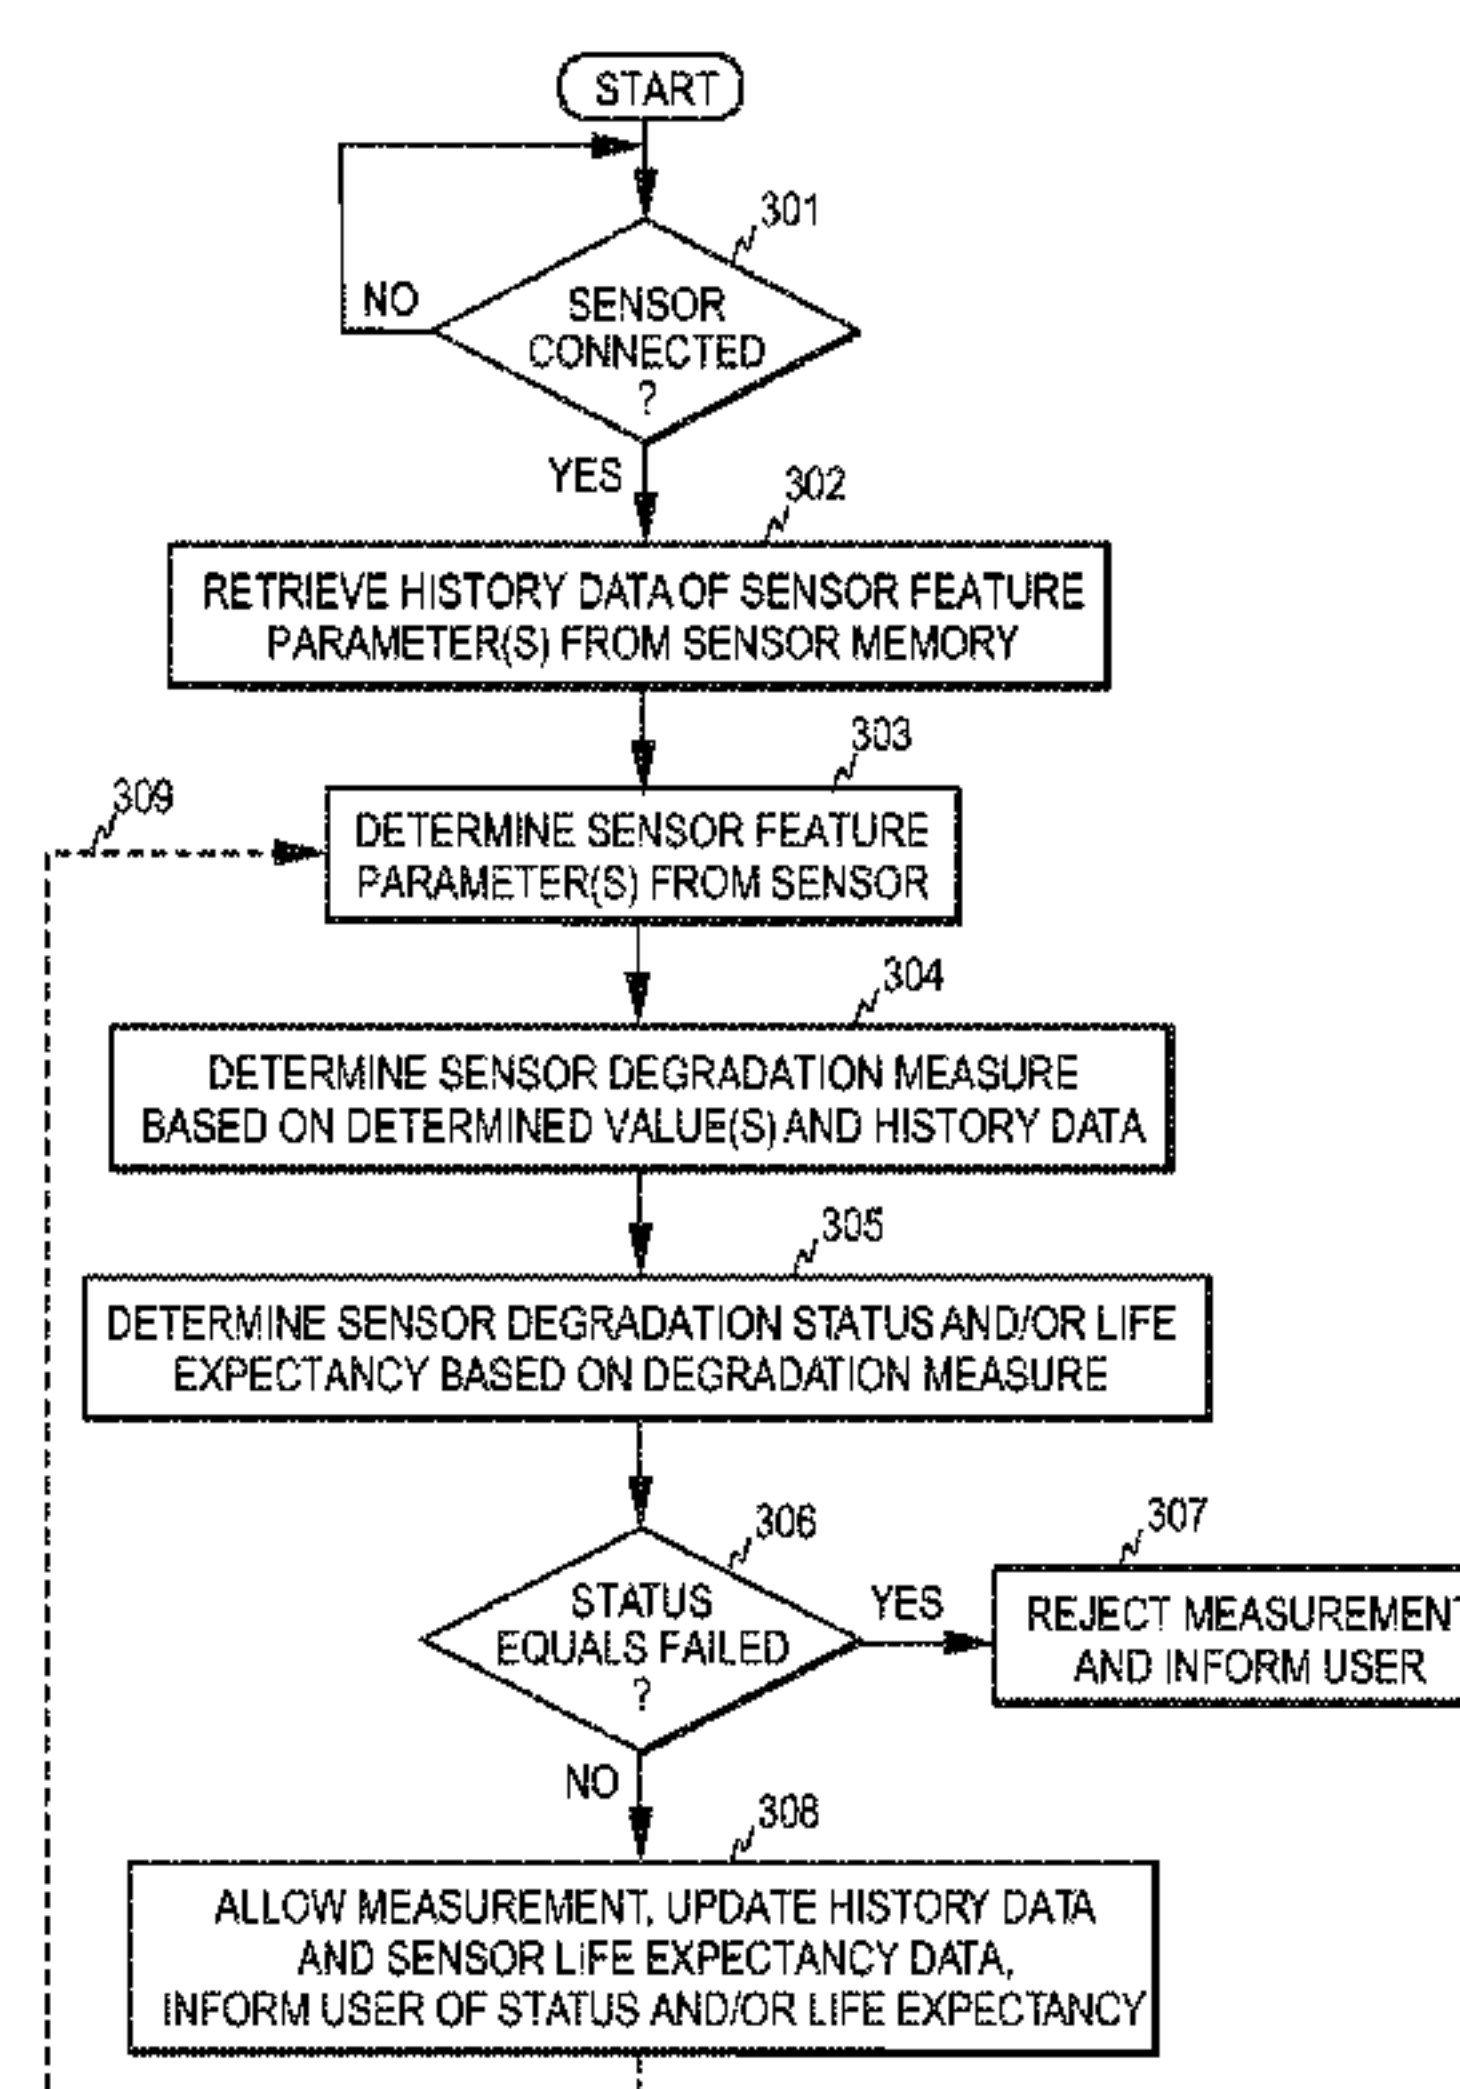 START
301
NO
SENSOR
CONNECTED
?
YES
302
RETRIEVE HISTORY DATA OF SENSOR FEATURE
PARAMETER(S) FROM SENSOR MEMORY
303
309
DETERMINE SENSOR FEATURE
PARAMETER(S) FROM SENSOR
304
DETERMINE SENSOR DEGRADATION MEASURE
BASED ON DETERMINED VALUE(S) AND HISTORY DATA
305
DETERMINE SENSOR DEGRADATION STATUS AND/OR LIFE
EXPECTANCY BASED ON DEGRADATION MEASURE
306
307
STATUS
EQUALS FAILED
?
YES
REJECT MEASUREMENT
AND INFORM USER
NO
308
ALLOW MEASUREMENT, UPDATE HISTORY DATA
AND SENSOR LIFE EXPECTANCY DATA,
INFORM USER OF STATUS AND/OR LIFE EXPECTANCY